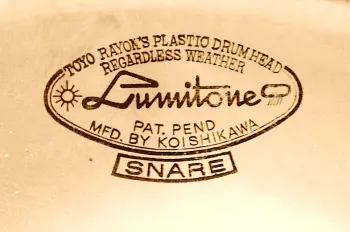 TOYO RAYON'S PLASTIC DRUM HEAD
REGARDLESS WEATHER
Lumitone
PAT. PEND
MFD. BY KOISHIKAWA
SNARE